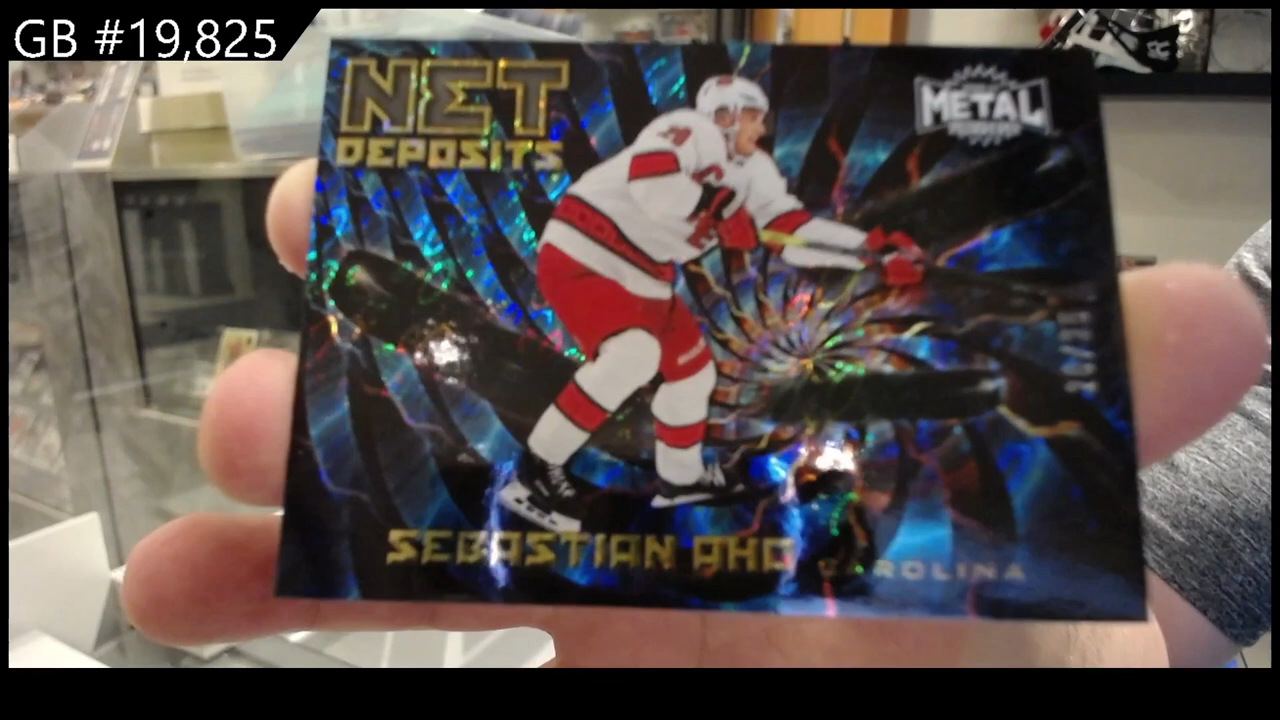 GB #19,825
NET
DEPOSITS
METAL
SEBASTIAN AHO
CAROLINA